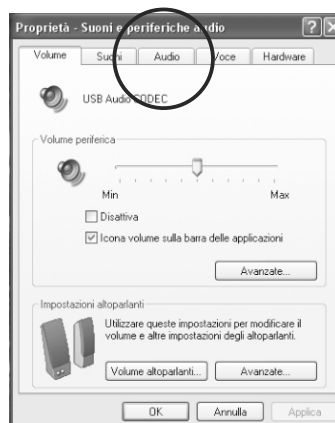 Proprietà - Suoni e periferiche audio
Volume Suoni Audio Voce Hardware
USB Audio CODEC
Volume periferica
Min Max
Disattiva
Icona volume sulla barra delle applicazioni
Avanzate...
Impostazioni altoparlanti
Utilizzare queste impostazioni per modificare il
volume e altre impostazioni degli altoparlanti.
Volume altoparlanti... Avanzate...
OK Annulla Applica